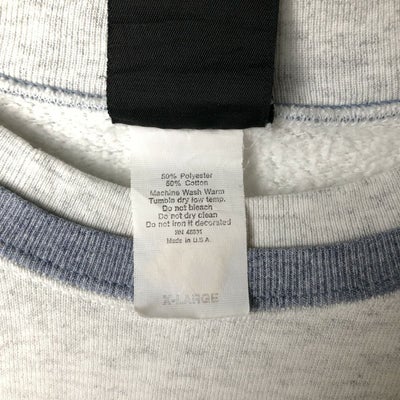 50% Polyester
50% Cotton
Machine Wash Warm
Tumble dry low temp.
Do not bleach
Do not dry clean
Do not iron if decorated
RN
Made in U.S.A.
X-LARGE